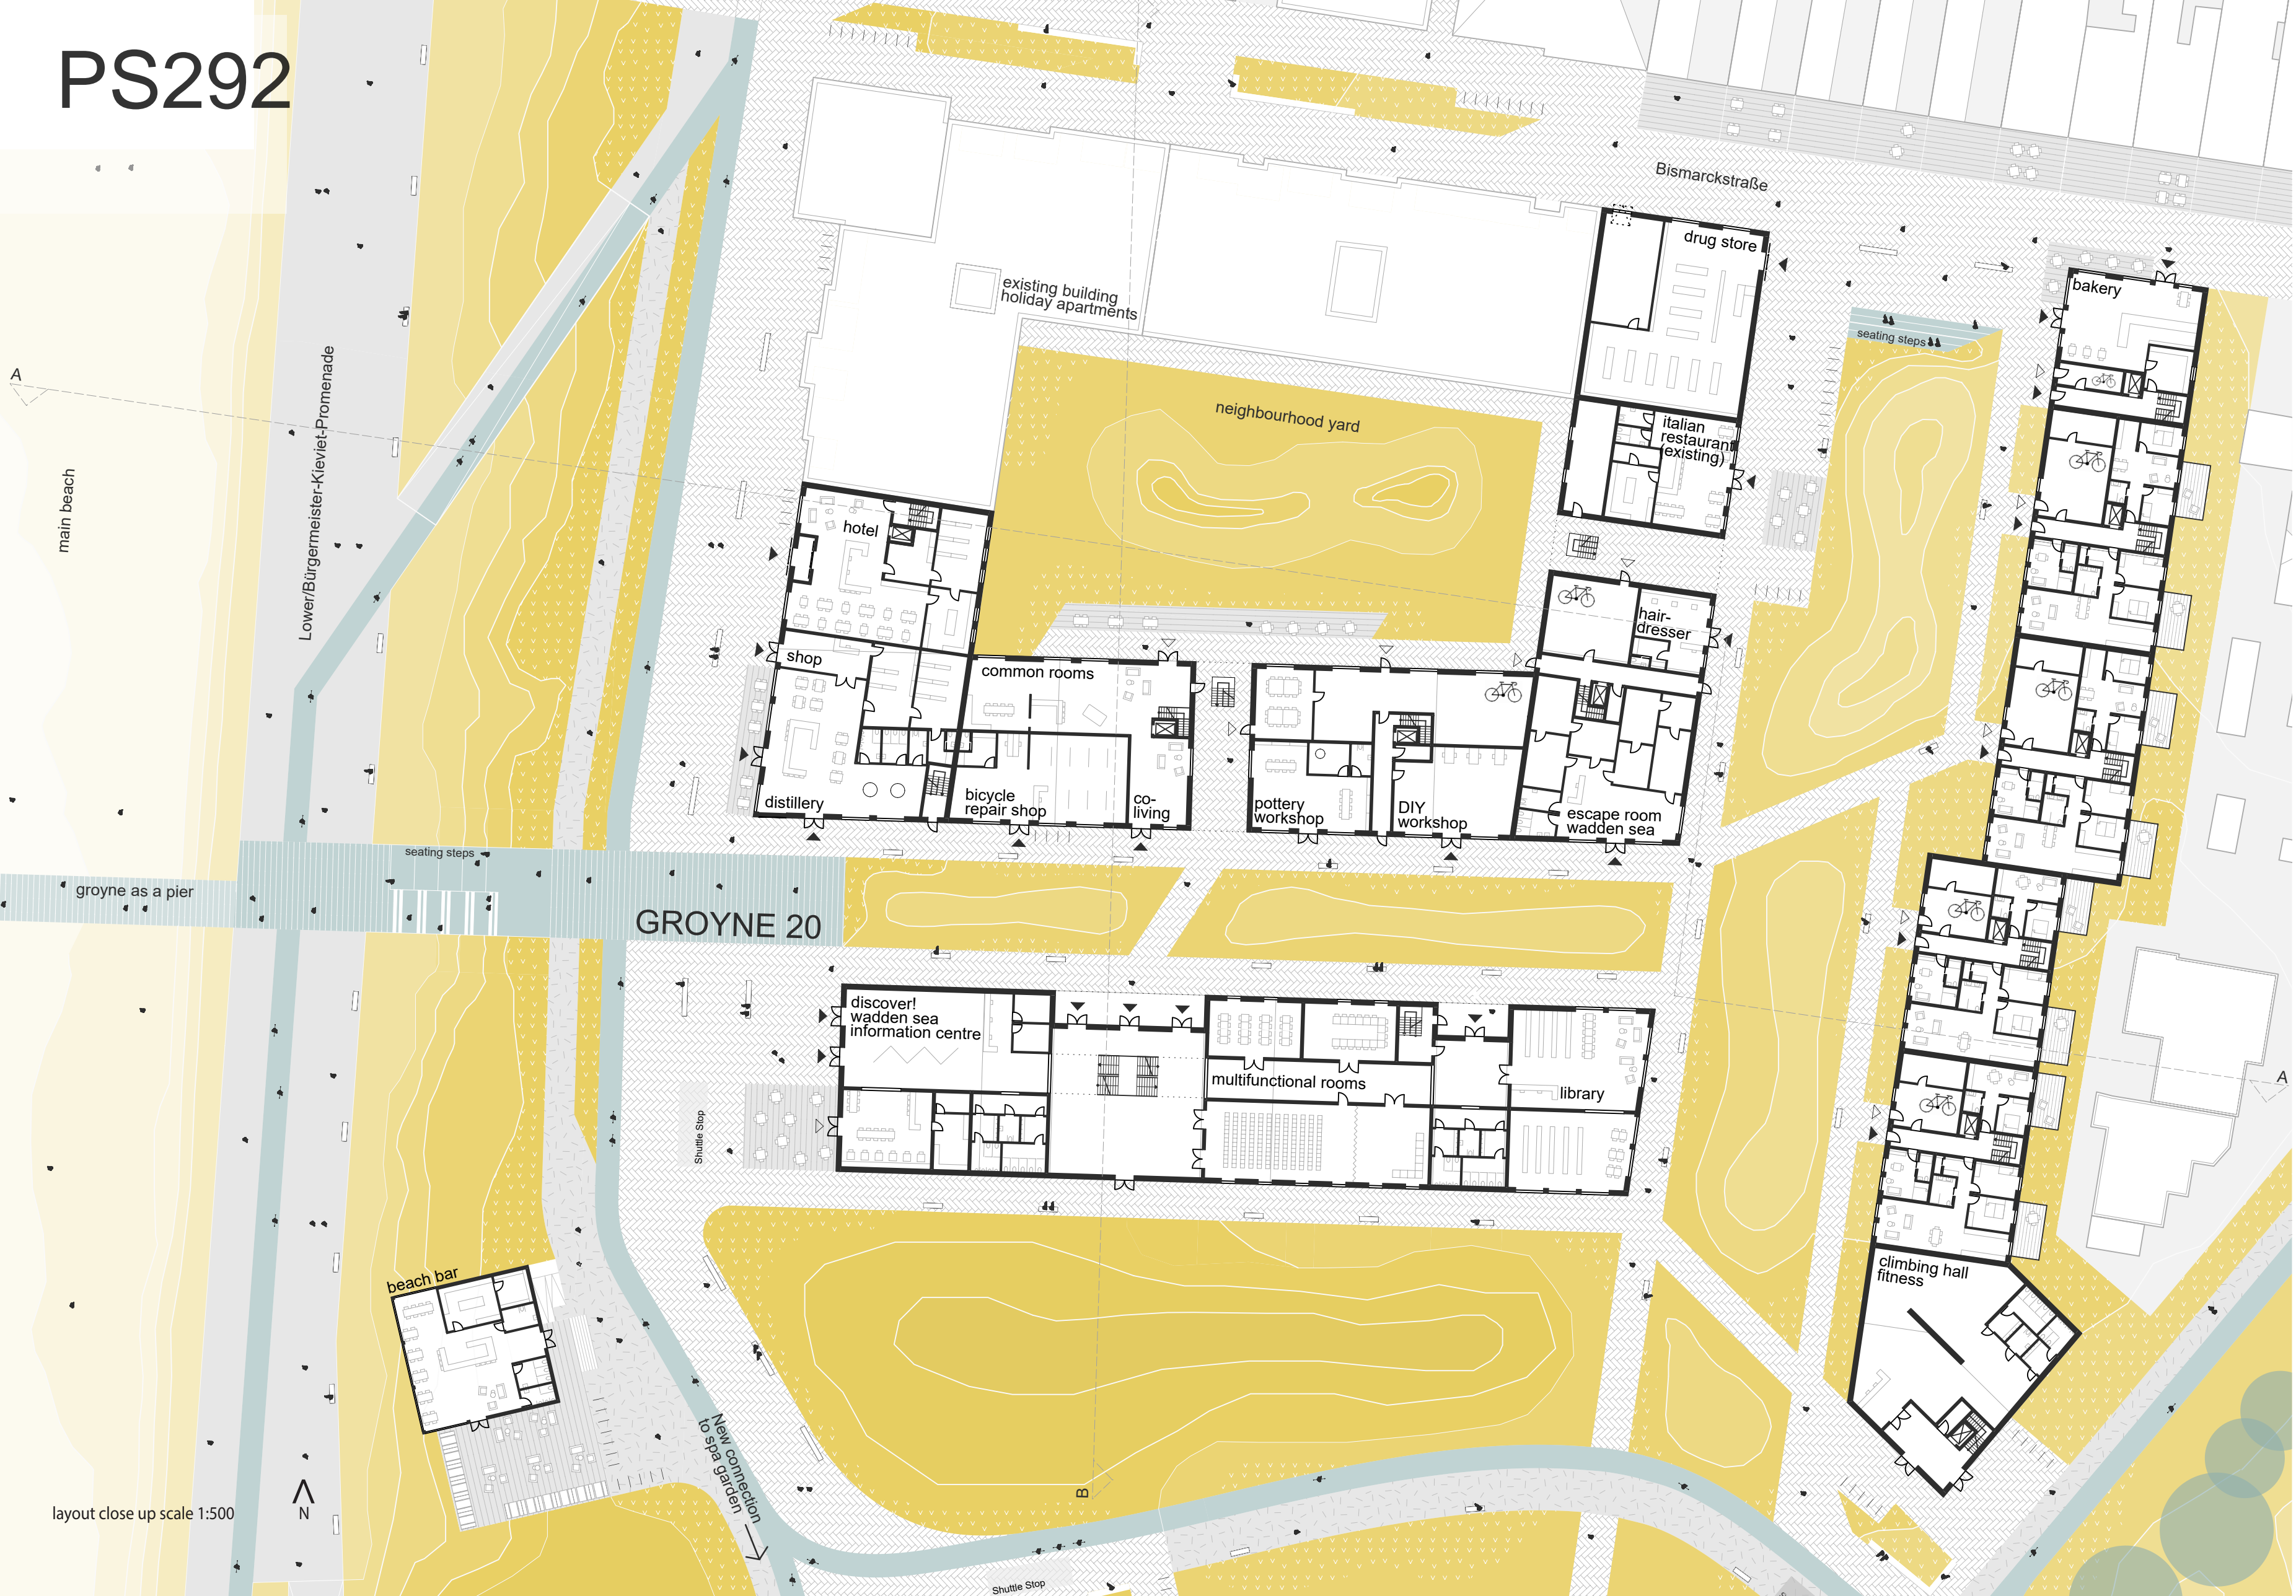 PS292
Bismarckstraße
drug store
existing building
holiday apartments
bakery
seating steps
A
Lower/Bürgermeister-Kieviet-Promenade
main beach
neighbourhood yard
italian
restaurant
(existing)
hotel
hair-
dresser
shop
common rooms
distillery
bicycle
repair shop
co-
living
pottery
workshop
DIY
workshop
escape room
wadden sea
seating steps
groyne as a pier
GROYNE 20
discover!
wadden sea
information centre
multifunctional rooms
library
A
Shuttle Stop
beach bar
climbing hall
fitness
New connection
to spa garden
B
layout close up scale 1:500
N
Shuttle Stop